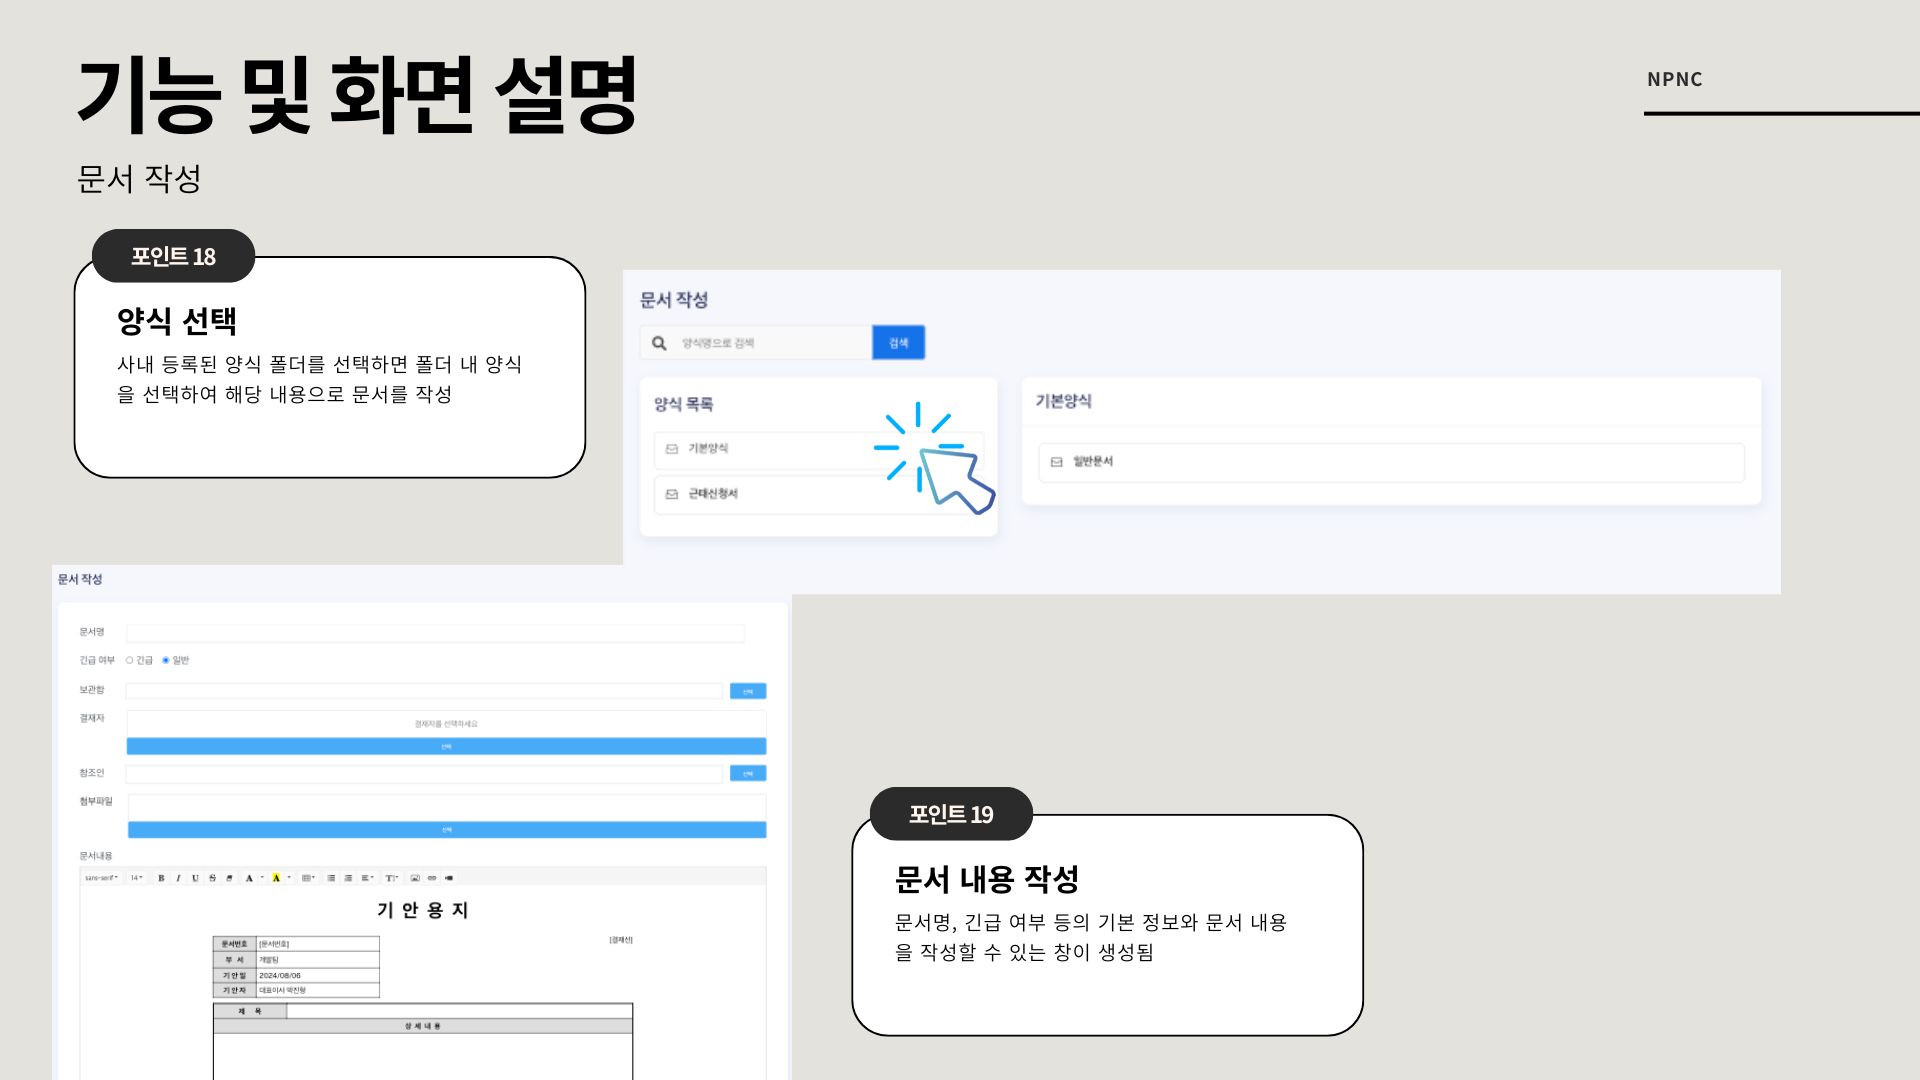 기능 및 화면 설명
NPNC
문서 작성
포인트 18
양식 선택
사내 등록된 양식 폴더를 선택하면 폴더 내 양식
을 선택하여 해당 내용으로 문서를 작성
문서 작성
양식명으로 검색
검색
양식 목록
기본양식
근태신청서
기본양식
일반문서
문서 작성
문서명
긴급 여부 긴급 일반
보관함
선택
결재자
결재자를 선택하세요
선택
참조인
선택
첨부파일
선택
문서내용
sans-serif 14
기 안 용 지
[결재선]
문서번호 [문서번호]
부 서 개발팀
기 안 일 2024/08/06
기 안 자 대표이사 박진형
제 목
상 세 내 용
포인트 19
문서 내용 작성
문서명, 긴급 여부 등의 기본 정보와 문서 내용
을 작성할 수 있는 창이 생성됨